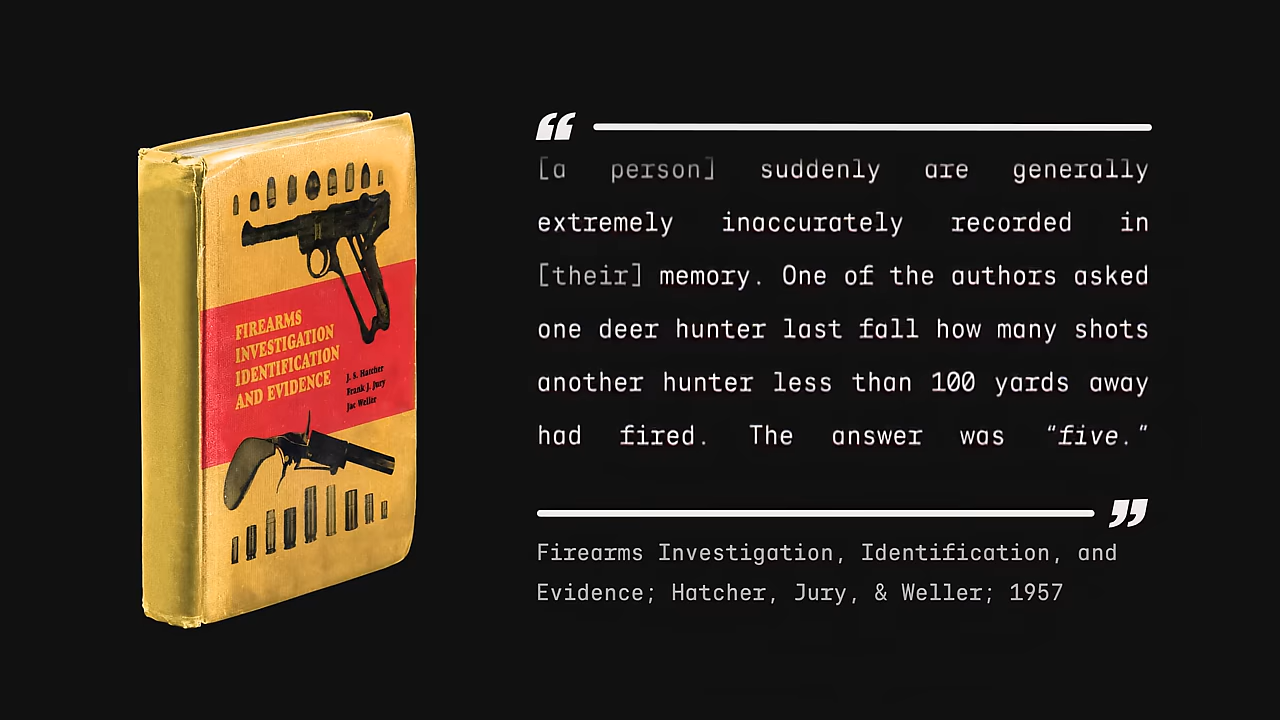 FIREARMS
INVESTIGATION
IDENTIFICATION
AND EVIDENCE
J. S. Hatcher
Frank J. Jury
Jac Weller
“
[a person] suddenly are generally
extremely inaccurately recorded in
[their] memory. One of the authors asked
one deer hunter last fall how many shots
another hunter less than 100 yards away
had fired. The answer was “five.”
”
Firearms Investigation, Identification, and
Evidence; Hatcher, Jury, & Weller; 1957